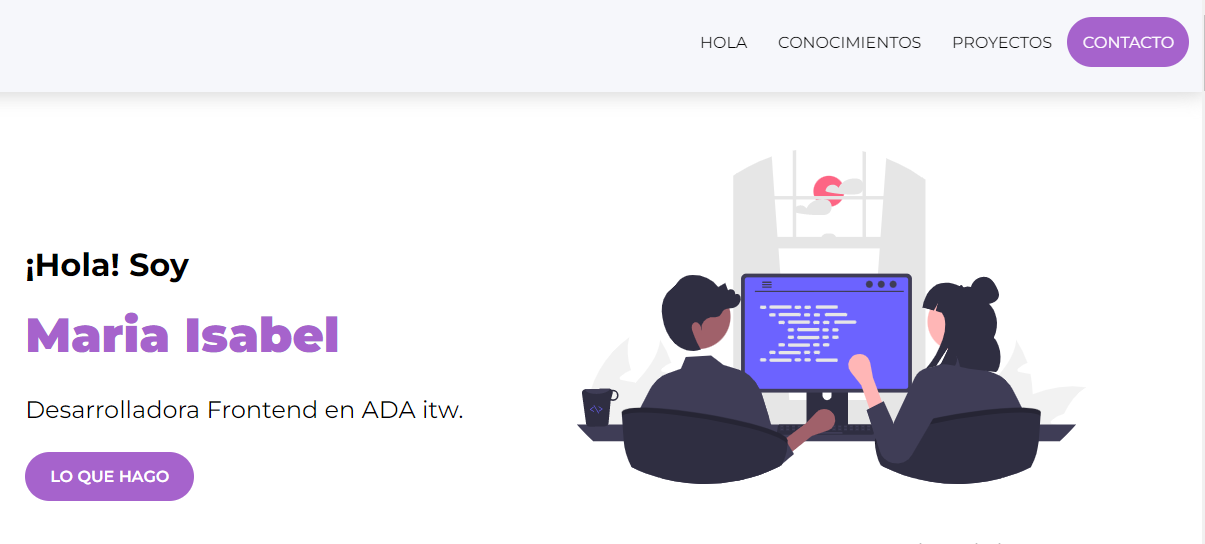 HOLA CONOCIMIENTOS PROYECTOS CONTACTO
¡Hola! Soy
Maria Isabel
Desarrolladora Frontend en ADA itw.
LO QUE HAGO